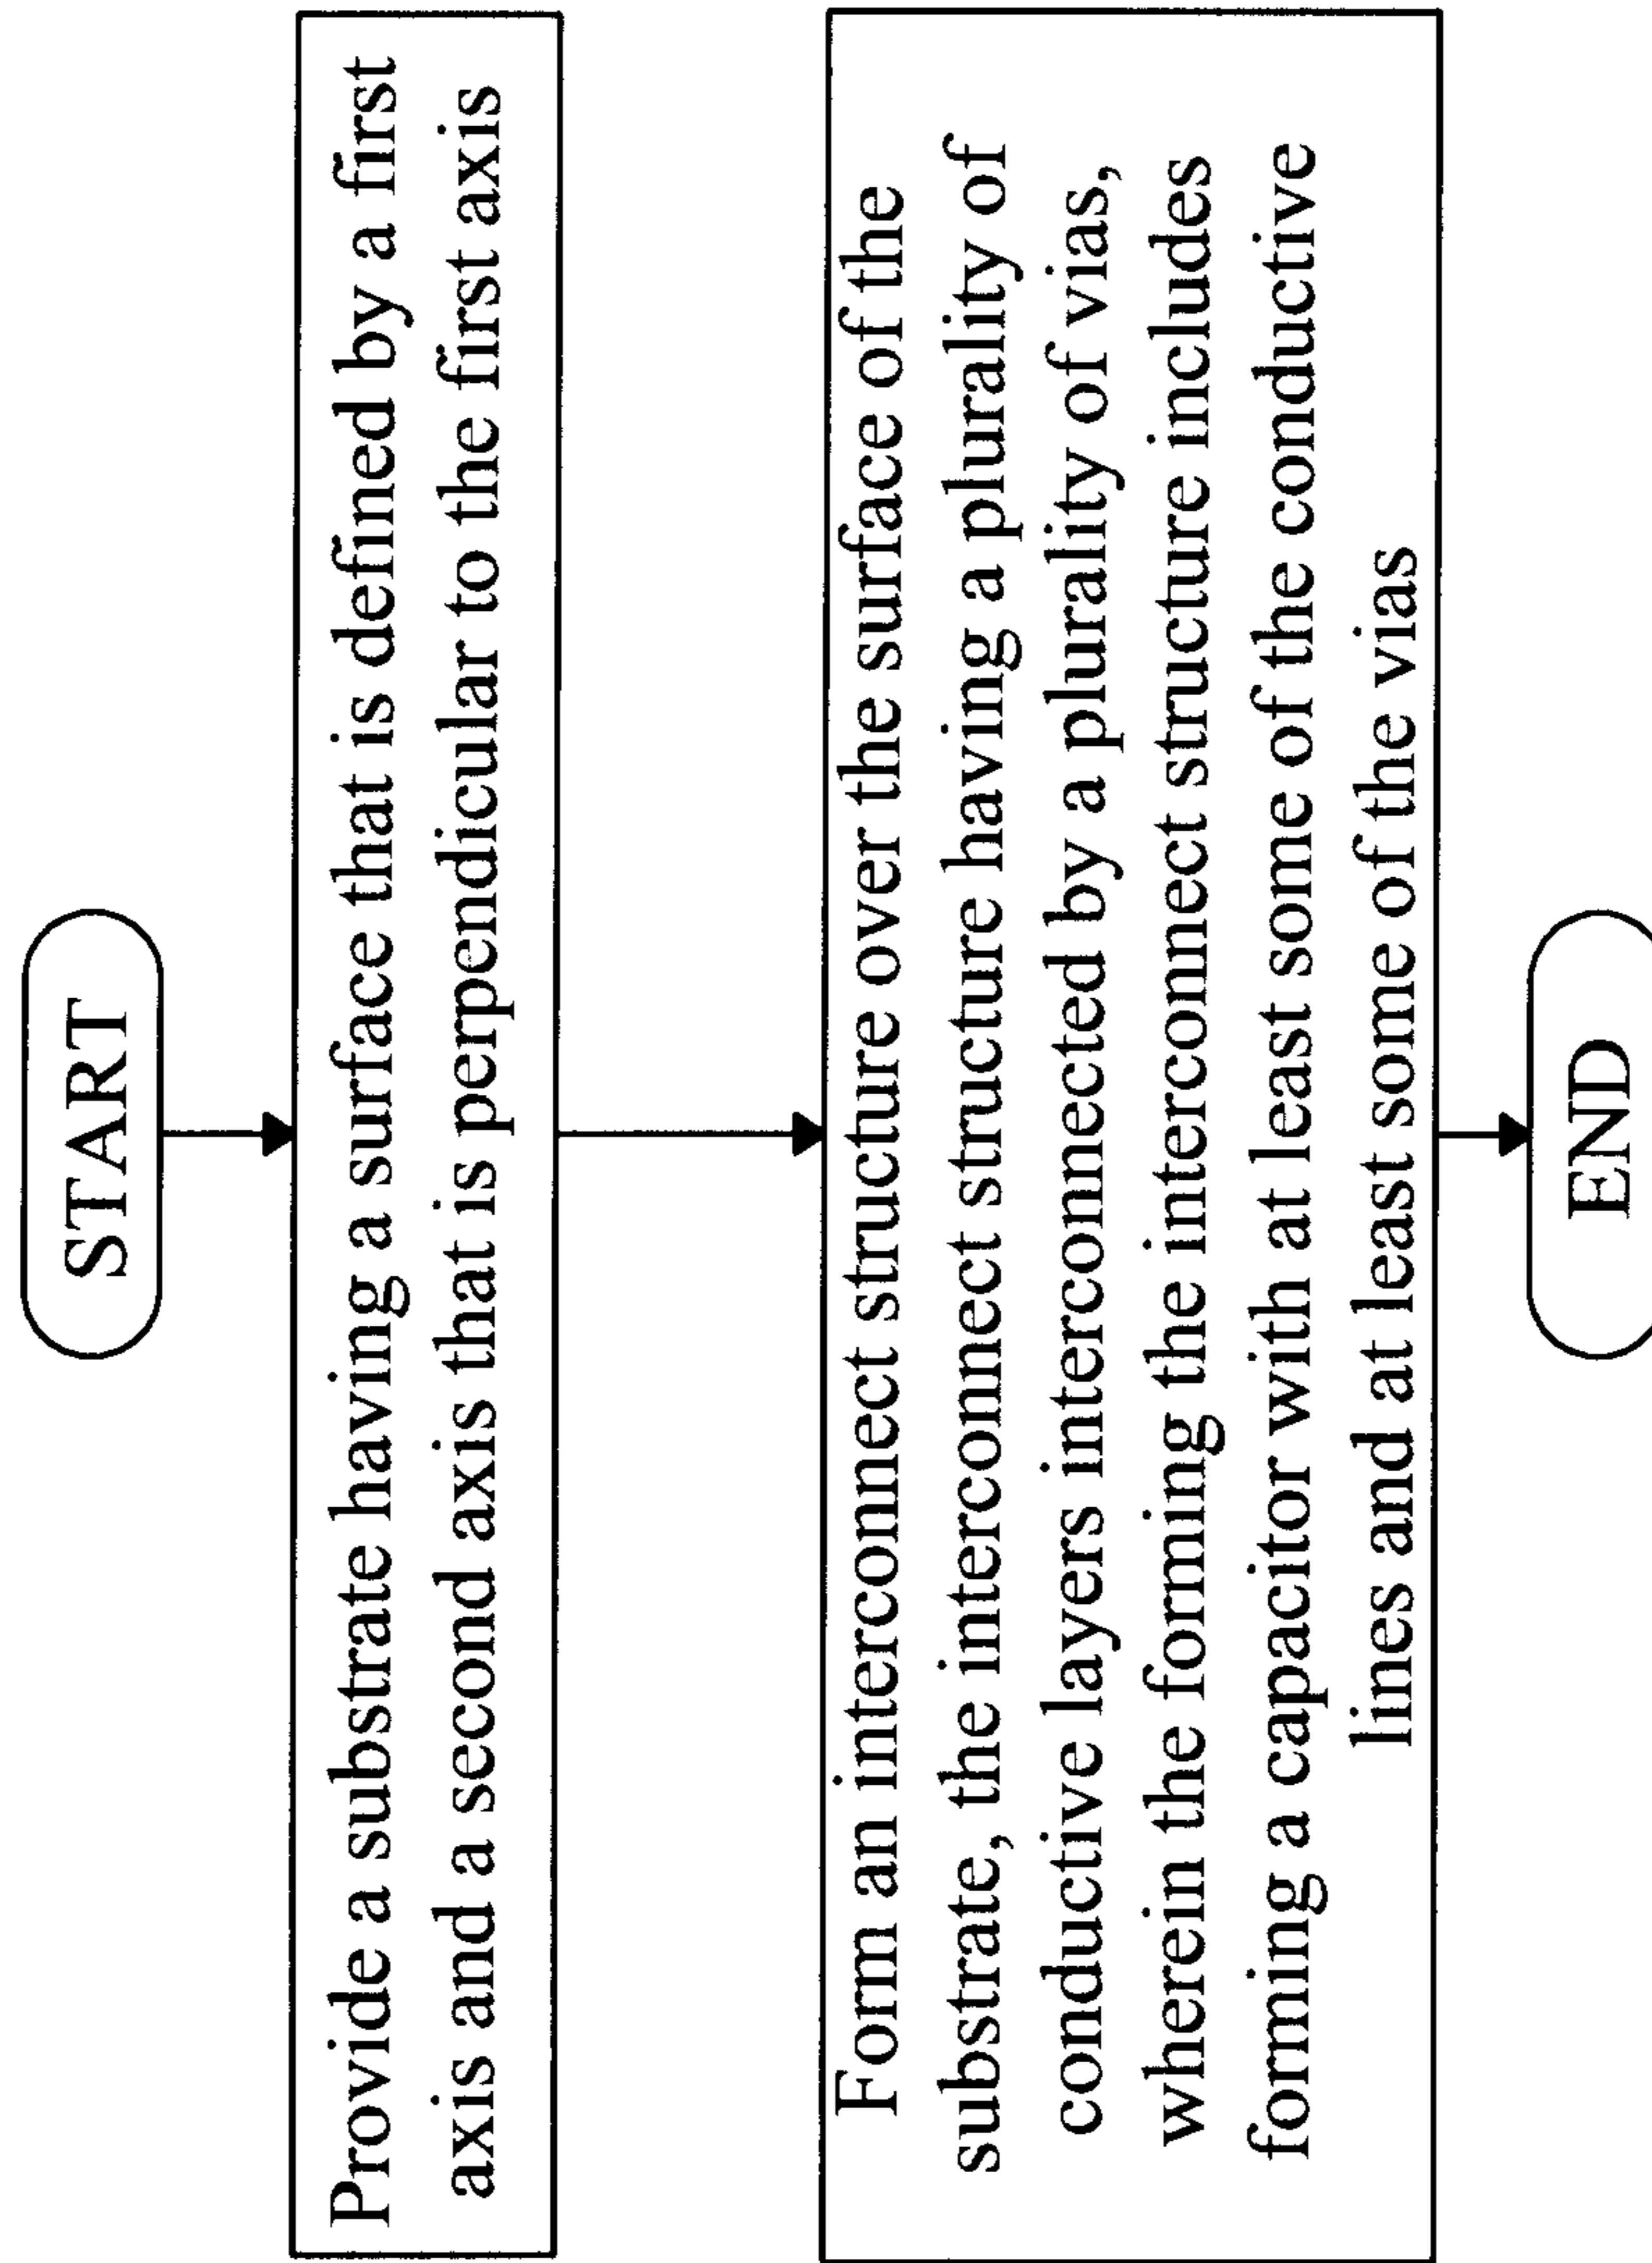 START
Provide a substrate having a surface that is defined by a first
axis and a second axis that is perpendicular to the first axis
Form an interconnect structure over the surface of the
substrate, the interconnect structure having a plurality of
conductive layers interconnected by a plurality of vias,
wherein the forming the interconnect structure includes
forming a capacitor with at least some of the conductive
lines and at least some of the vias
END